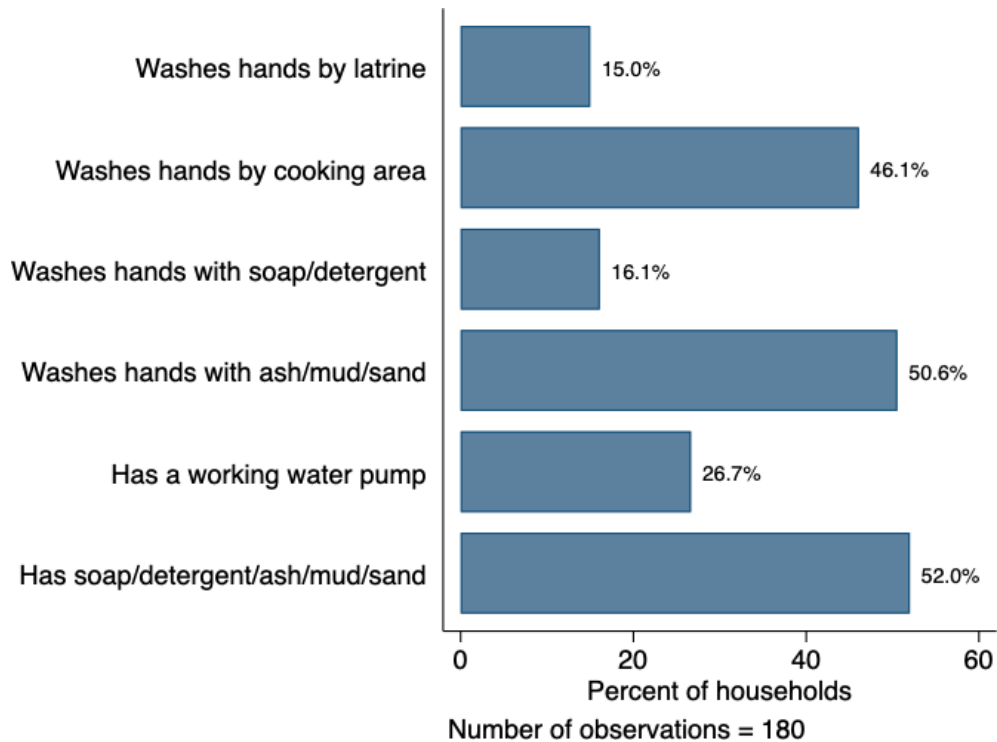 Washes hands by latrine
15.0%
Washes hands by cooking area
46.1%
Washes hands with soap/detergent
16.1%
Washes hands with ash/mud/sand
50.6%
Has a working water pump
26.7%
Has soap/detergent/ash/mud/sand
52.0%
0 20 40 60
Percent of households
Number of observations = 180